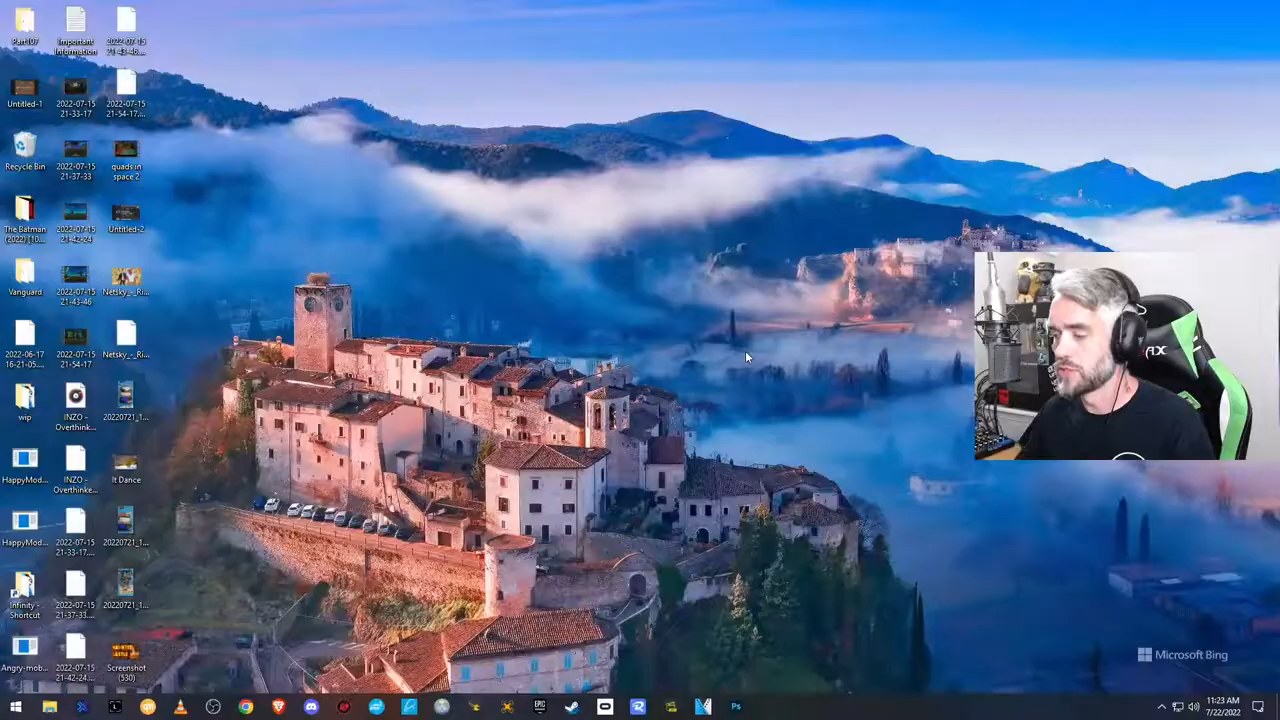 Part107
Important
Information
2022-07-15
21-43-46....
Untitled-1
2022-07-15
21-33-17
2022-07-15
21-54-17....
Recycle Bin
2022-07-15
21-37-33
quads in
space 2
The Batman
(2022) [10...
2022-07-15
21-42-24
Untitled-2
Vanguard
2022-07-15
21-43-46
Netsky_-_Ri...
2022-06-17
16-21-05....
2022-07-15
21-54-17
Netsky_-_Ri...
wip
INZO -
Overthink...
20220721_1...
HappyMod...
INZO -
Overthinke...
It Dance
HappyMod...
2022-07-15
21-33-17....
20220721_1...
Infinity -
Shortcut
2022-07-15
21-37-33....
20220721_1...
Angry-mob...
2022-07-15
21-42-24....
Screenshot
(530)
AX
Microsoft Bing
EPIC
Ps
11:23 AM
7/22/2022